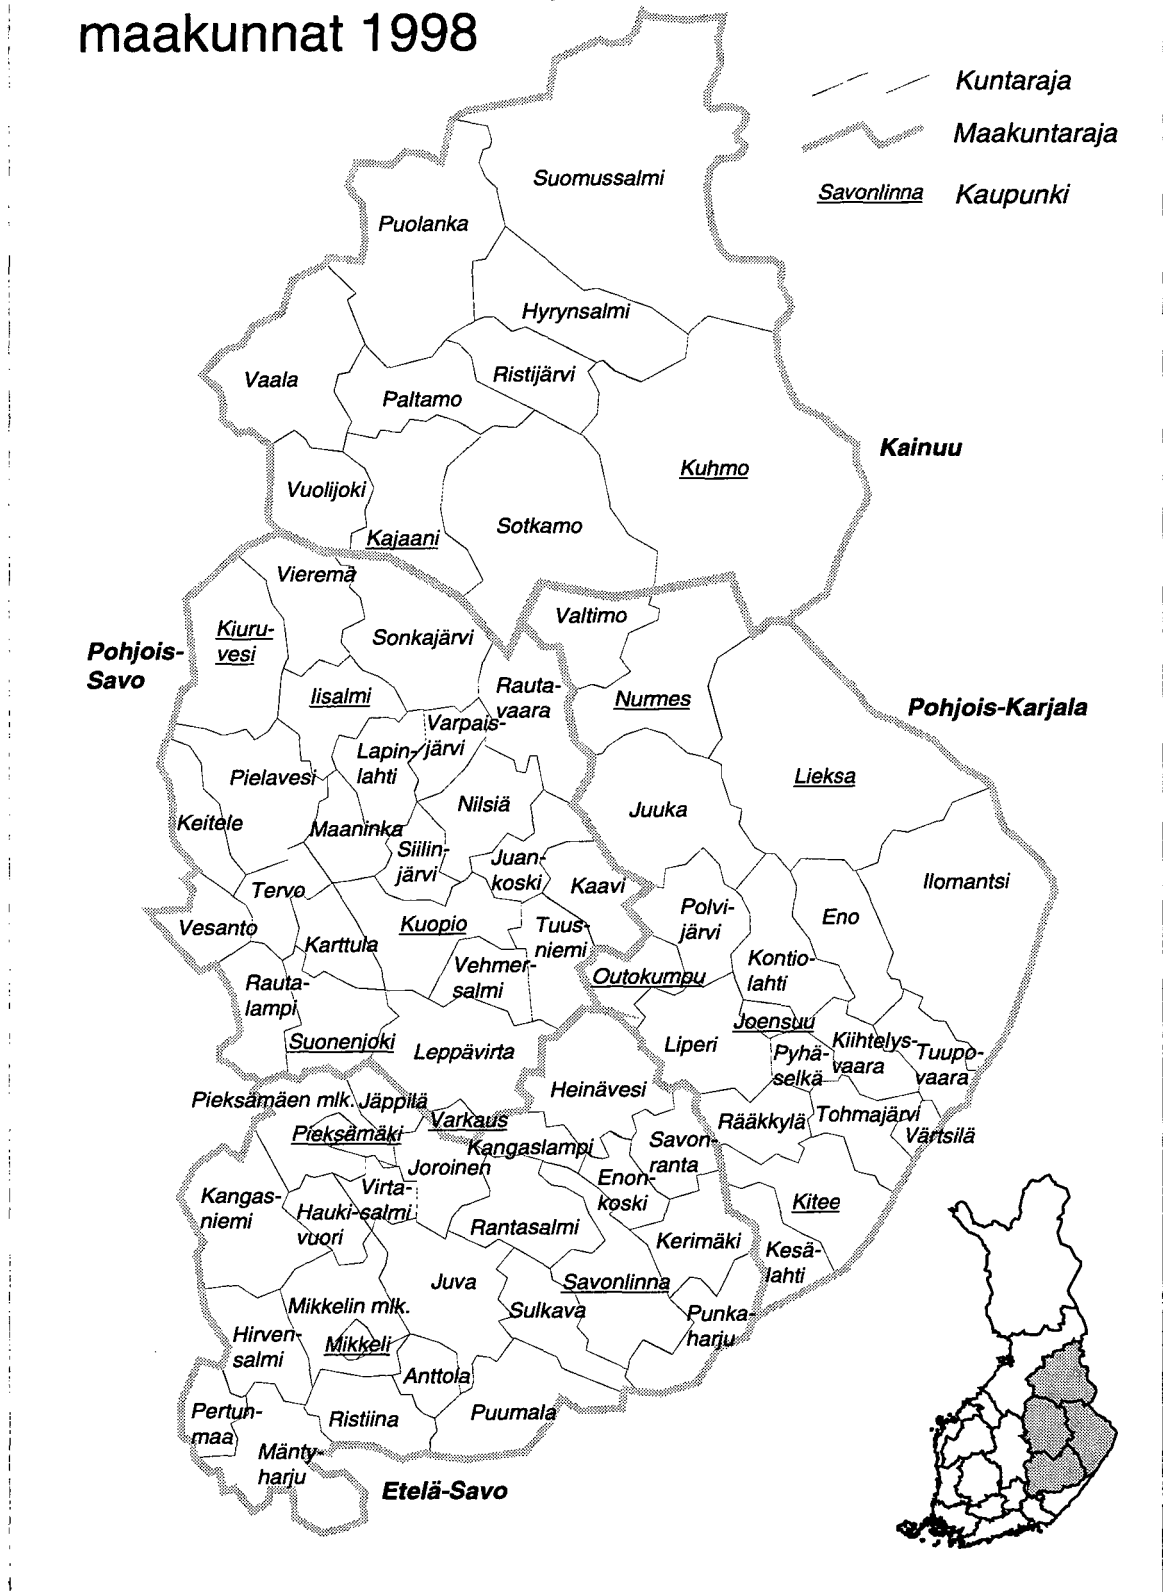 maakunnat 1998
Kuntaraja
Maakuntaraja
Savonlinna Kaupunki
Suomussalmi
Puolanka
Hyrynsalmi
Ristijärvi
Vaala
Paltamo
Kainuu
Kuhmo
Vuolijoki
Sotkamo
Kajaani
Vieremä
Valtimo
Kiuru-
vesi
Sonkajärvi
Pohjois-
Savo
Iisalmi
Rauta-
vaara
Nurmes
Pohjois-Karjala
Varpais-
järvi
Lapin-
lahti
Pielavesi
Lieksa
Nilsiä
Juuka
Keitele
Maaninka
Siilin-
järvi
Juan-
koski
Kaavi
Ilomantsi
Tervo
Polvi-
järvi
Eno
Vesanto
Kuopio
Tuus-
niemi
Karttula
Vehmer-
salmi
Kontio-
lahti
Outokumpu
Rauta-
lampi
Joensuu
Suonenjoki
Leppävirta
Liperi
Pyhä-
selkä
Kiihtelys-
vaara
Tuupo-
vaara
Heinävesi
Pieksämäen mlk.
Jäppilä
Varkaus
Rääkkylä
Tohmajärvi
Värtsilä
Pieksämäki
Kangaslampi
Savon-
ranta
Joroinen
Enon-
koski
Kangas-
niemi
Virta-
salmi
Hauki-
vuori
Kitee
Rantasalmi
Kerimäki
Kesä-
lahti
Juva
Savonlinna
Mikkelin mlk.
Sulkava
Punka-
harju
Hirven-
salmi
Mikkeli
Anttola
Pertun-
maa
Ristiina
Puumala
Mänty-
harju
Etelä-Savo